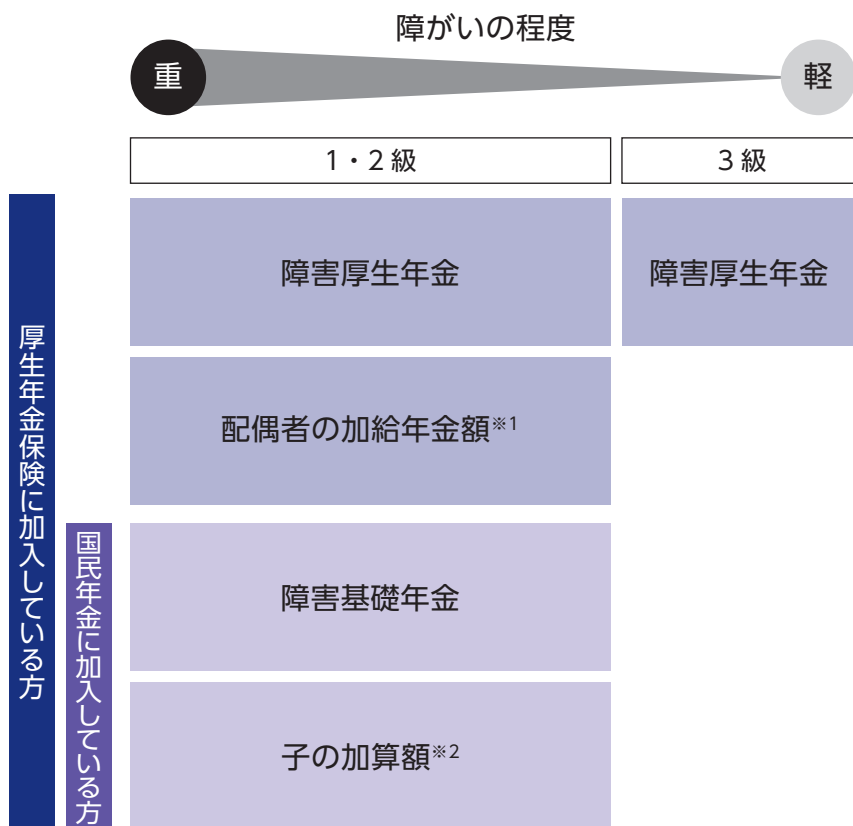 障がいの程度
重
軽
1・2級
3級
厚生年金保険に加入している方
障害厚生年金
障害厚生年金
配偶者の加給年金額※1
国民年金に加入している方
障害基礎年金
子の加算額※2